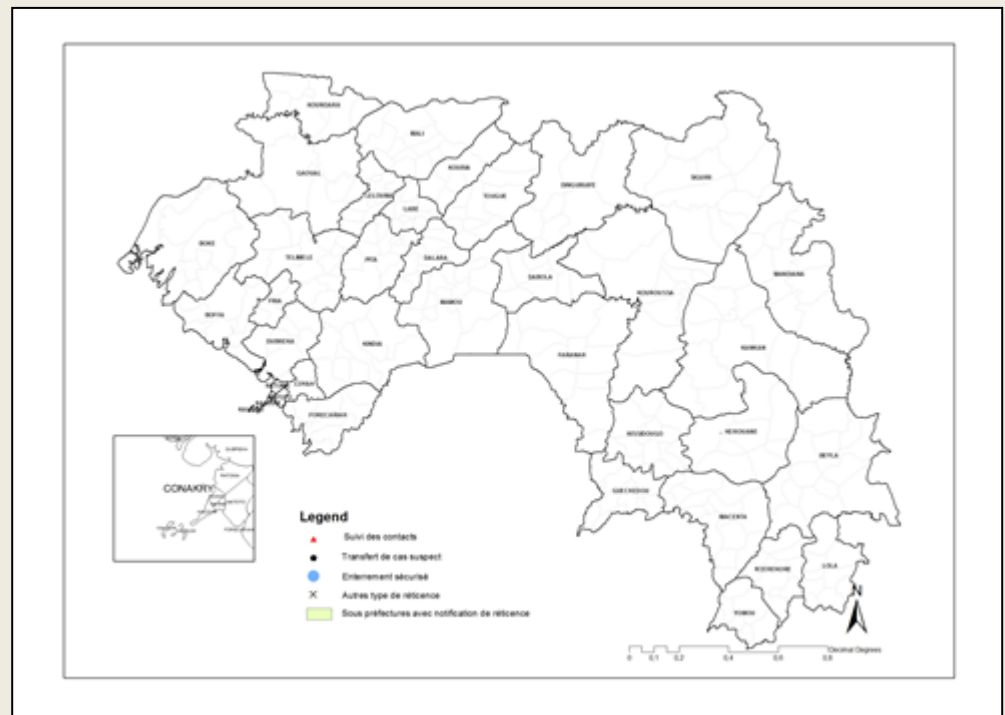 KOUNDARA
MALI
GAOUAL
KOUBIA
SIGUIRI
DINGUIRAYE
LELOUMA
TOUGUE
LABE
MANDIANA
BOKE
TELIMELE
PITA
DALABA
DABOLA
KOUROUSSA
FRIA
MAMOU
BOFFA
DUBREKA
KINDIA
FARANAH
KANKAN
COYAH
FORECARIAH
KISSIDOUGOU
KEROUANE
BEYLA
GUECKEDOU
MACENTA
CONAKRY
Legend
Suivi des contacts
Transfert de cas suspect
Enterrement sécurisé
Autres type de réticence
Sous préfectures avec notification de réticence
LOLA
N
YOMOU
Decimal Degrees
0 0,1 0,2 0,4 0,6 0,8